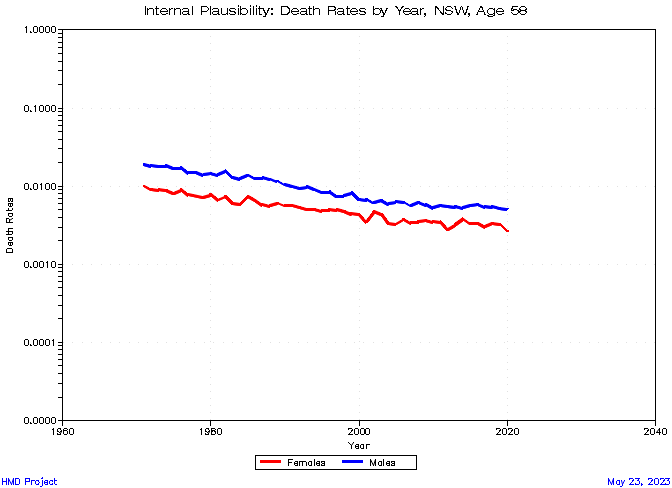 Internal Plausibility: Death Rates by Year, NSW, Age 58
1.0000
0.1000
0.0100
0.0010
0.0001
0.0000
Death Rates
1960 1980 2000 2020 2040
Year
Females Males
HMD Project May 23, 2023